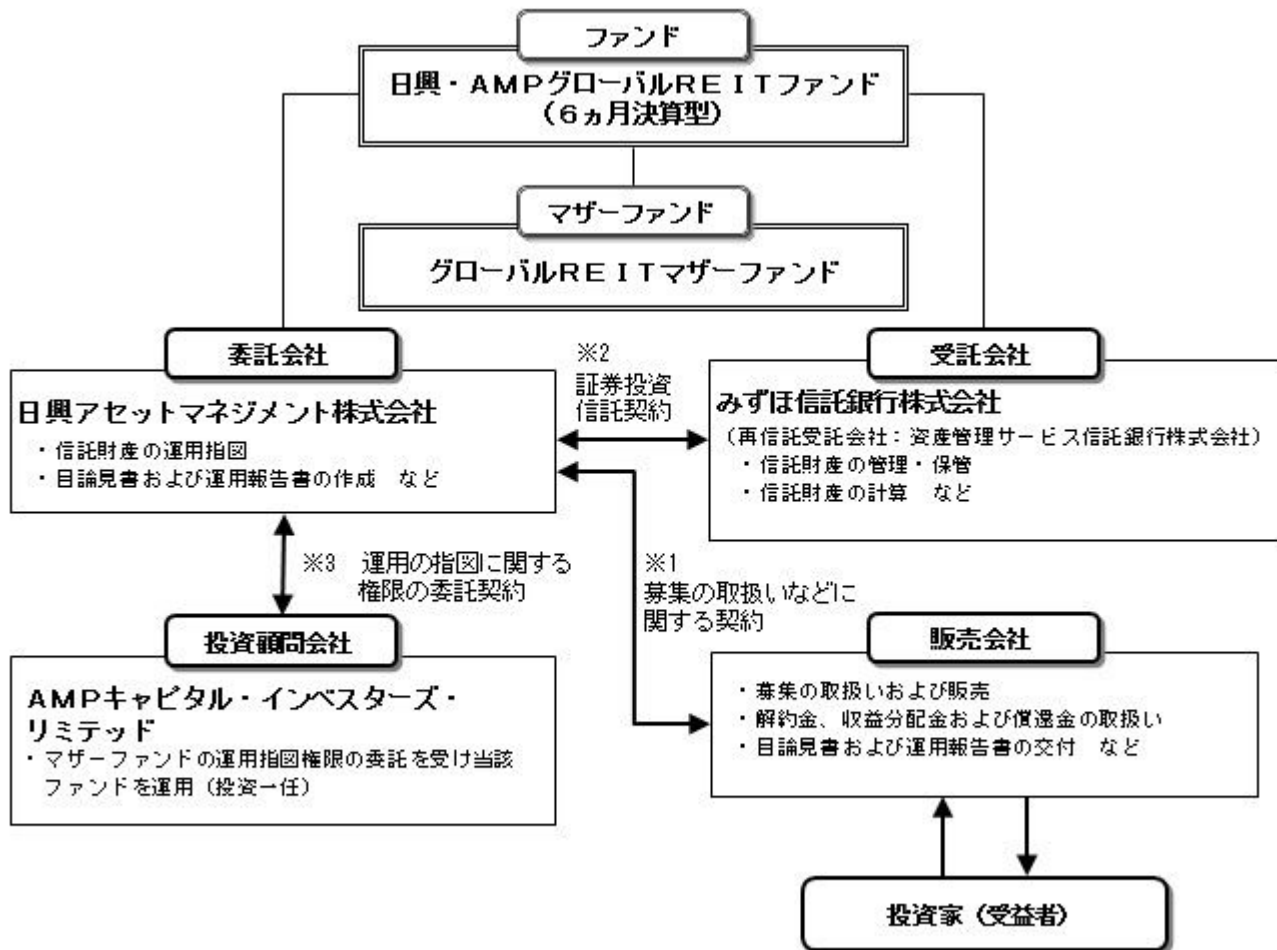 ファンド
日興・AMPグローバルREITファンド
(6ヵ月決算型)
マザーファンド
グローバルREITマザーファンド
委託会社
日興アセットマネジメント株式会社
・信託財産の運用指図
・目論見書および運用報告書の作成 など
※2
証券投資
信託契約
受託会社
みずほ信託銀行株式会社
(再信託受託会社:資産管理サービス信託銀行株式会社)
・信託財産の管理・保管
・信託財産の計算 など
※3 運用の指図に関する
権限の委託契約
※1
募集の取扱いなどに
関する契約
投資顧問会社
AMPキャピタル・インベスターズ・
リミテッド
・マザーファンドの運用指図権限の委託を受け当該
ファンドを運用(投資一任)
販売会社
・募集の取扱いおよび販売
・解約金、収益分配金および償還金の取扱い
・目論見書および運用報告書の交付 など
投資家(受益者)